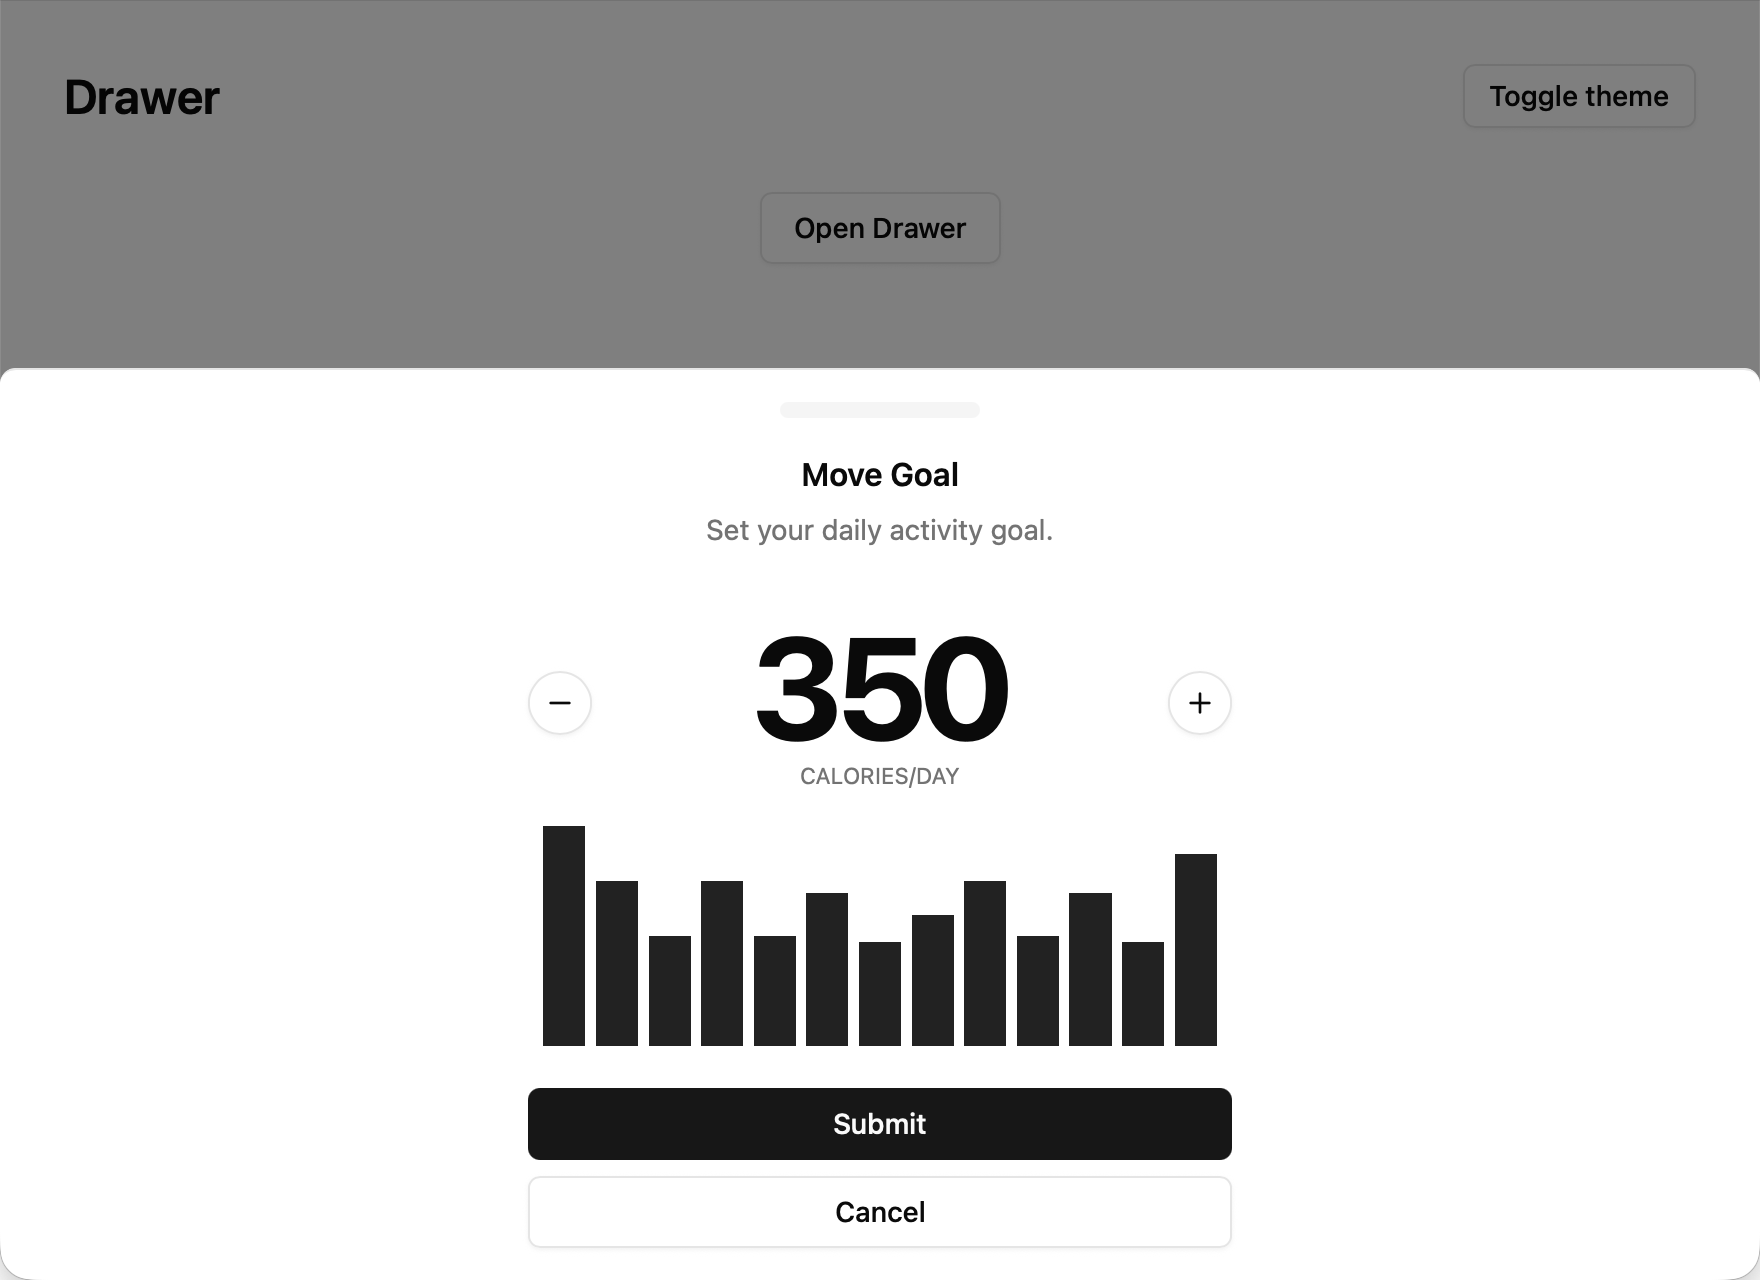 Drawer
Toggle theme
Open Drawer
Move Goal
Set your daily activity goal.
350
CALORIES/DAY
Submit
Cancel